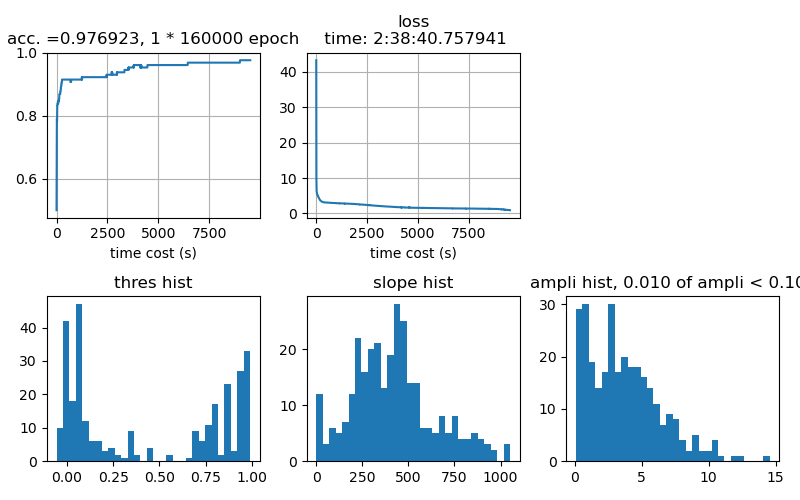 acc. =0.976923, 1 * 160000 epoch
1.0
0.8
0.6
0 2500 5000 7500
time cost (s)
loss
time: 2:38:40.757941
40
30
20
10
0
0 2500 5000 7500
time cost (s)
thres hist
40
30
20
10
0
0.00 0.25 0.50 0.75 1.00
slope hist
20
10
0
0 250 500 750 1000
ampli hist, 0.010 of ampli < 0.10
30
20
10
0
0 5 10 15